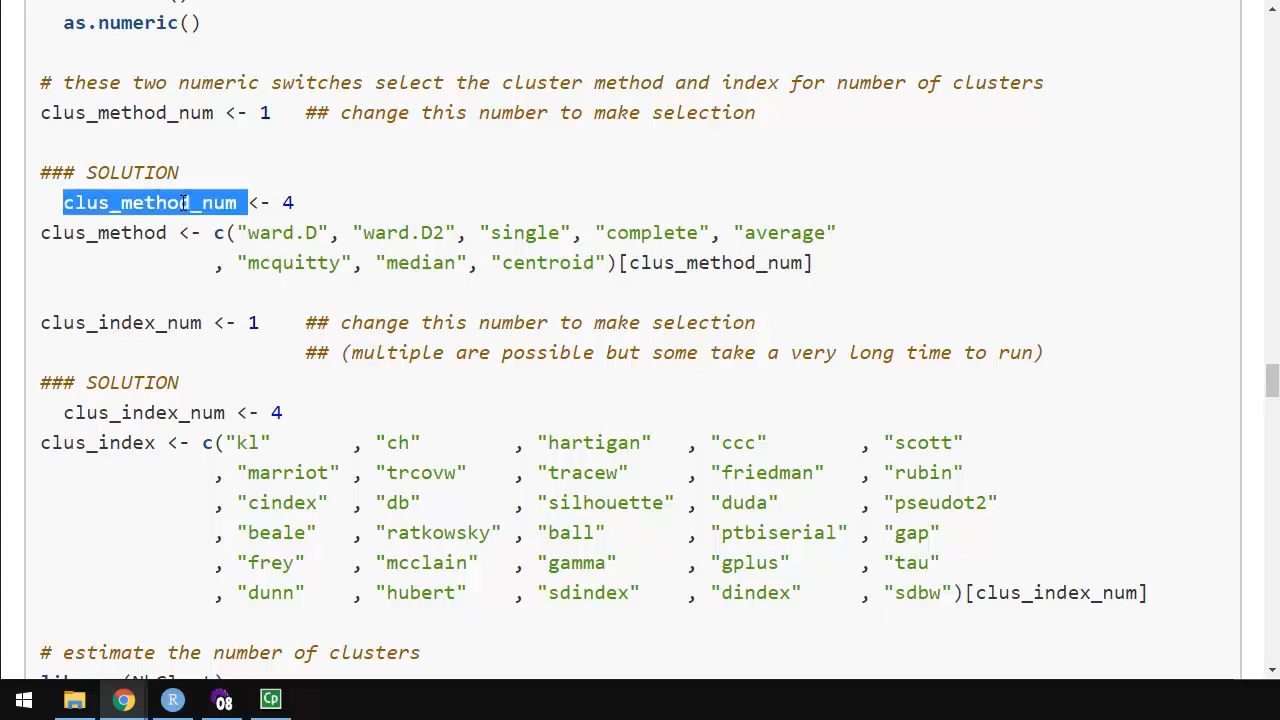 as.numeric()
# these two numeric switches select the cluster method and index for number of clusters
clus_method_num <- 1   ## change this number to make selection
### SOLUTION
  clus_method_num <- 4
clus_method <- c("ward.D", "ward.D2", "single", "complete", "average"
               , "mcquitty", "median", "centroid")[clus_method_num]
clus_index_num <- 1    ## change this number to make selection
                       ## (multiple are possible but some take a very long time to run)
### SOLUTION
  clus_index_num <- 4
clus_index <- c("kl"       , "ch"        , "hartigan"   , "ccc"        , "scott"
               , "marriot" , "trcovw"    , "tracew"     , "friedman"   , "rubin"
               , "cindex"  , "db"        , "silhouette" , "duda"       , "pseudot2"
               , "beale"   , "ratkowsky" , "ball"       , "ptbiserial" , "gap"
               , "frey"    , "mcclain"   , "gamma"      , "gplus"      , "tau"
               , "dunn"    , "hubert"    , "sdindex"    , "dindex"     , "sdbw")[clus_index_num]
# estimate the number of clusters
R
08
Cp